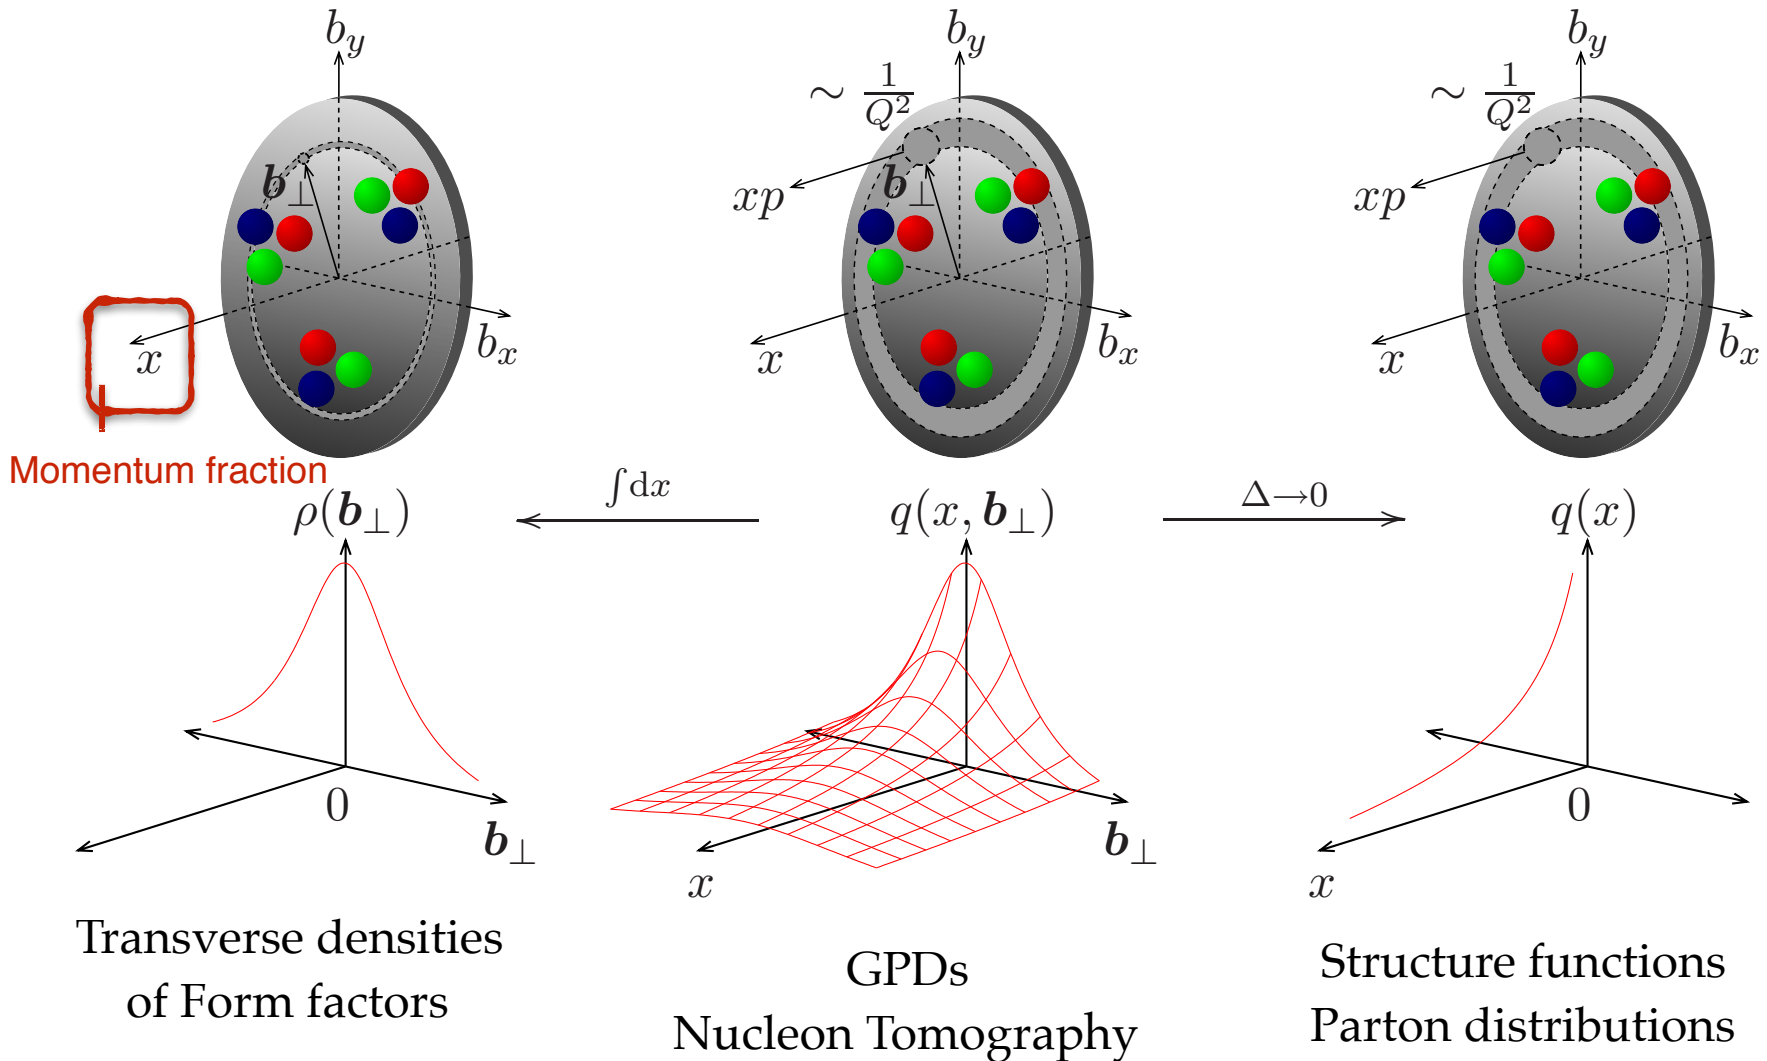 b_y
∼ 1/Q²
b_⊥
x
b_x
Momentum fraction
b_y
∼ 1/Q²
xp
b_⊥
x
b_x
b_y
xp
x
b_x
ρ(b_⊥)
∫dx
q(x, b_⊥)
Δ→0
q(x)
0
b_⊥
x
b_⊥
0
x
Transverse densities
of Form factors
GPDs
Nucleon Tomography
Structure functions
Parton distributions